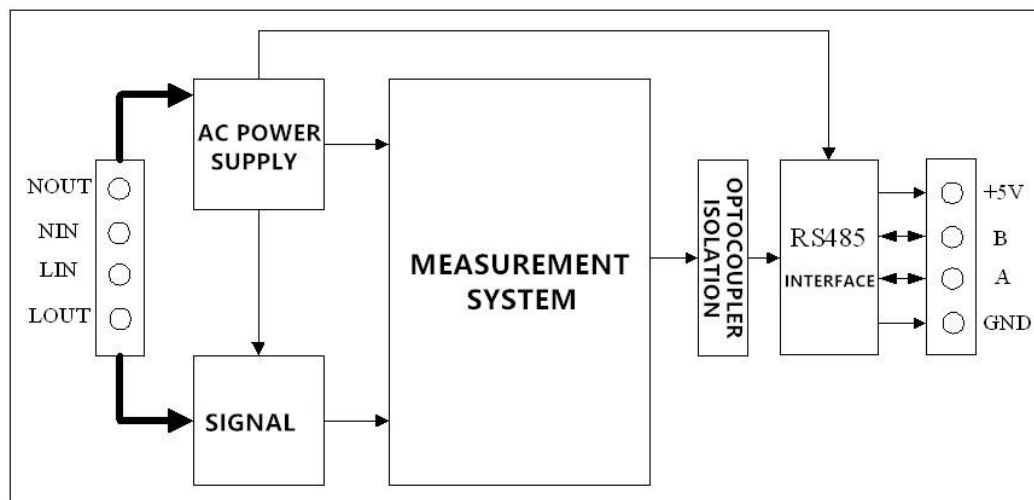 NOUT
NIN
LIN
LOUT
AC POWER
SUPPLY
SIGNAL
MEASUREMENT
SYSTEM
OPTOCOUPLER
ISOLATION
RS485
INTERFACE
+5V
B
A
GND